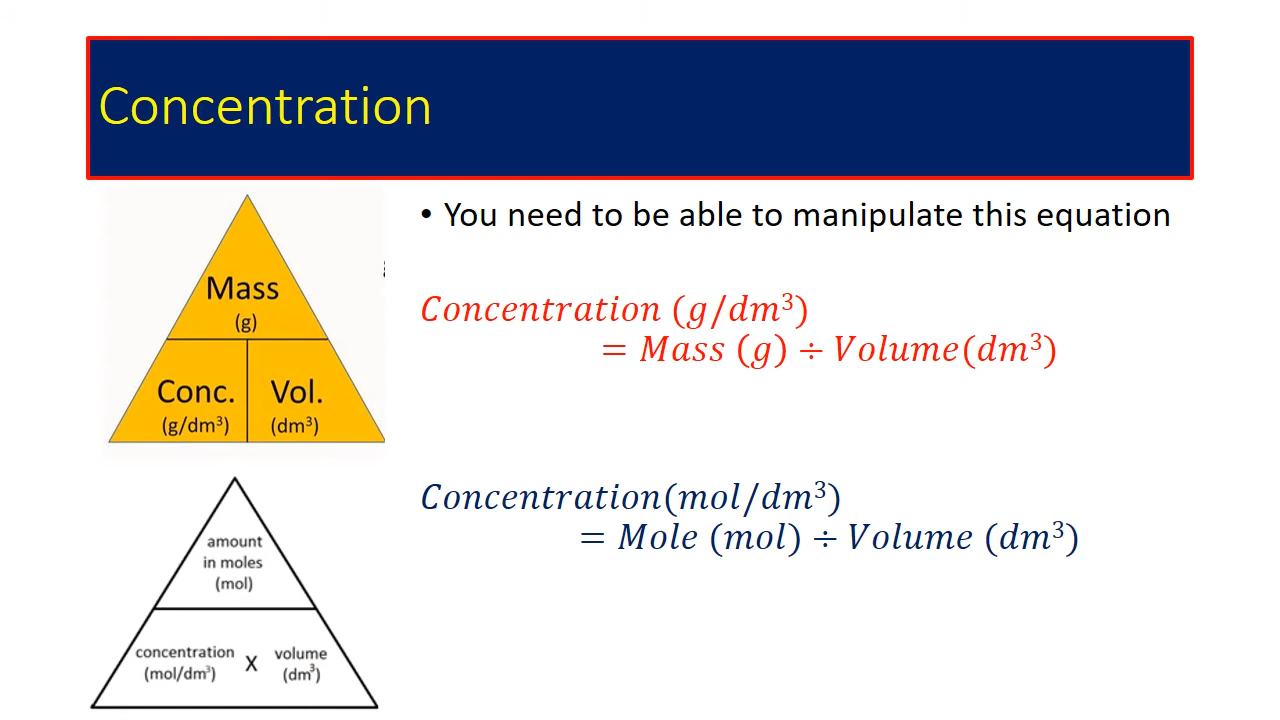 Concentration
• You need to be able to manipulate this equation
Mass
(g)
Conc.
(g/dm³)
Vol.
(dm³)
Concentration (g/dm³)
= Mass (g) ÷ Volume(dm³)
amount
in moles
(mol)
concentration
(mol/dm³)
X
volume
(dm³)
Concentration(mol/dm³)
= Mole (mol) ÷ Volume (dm³)